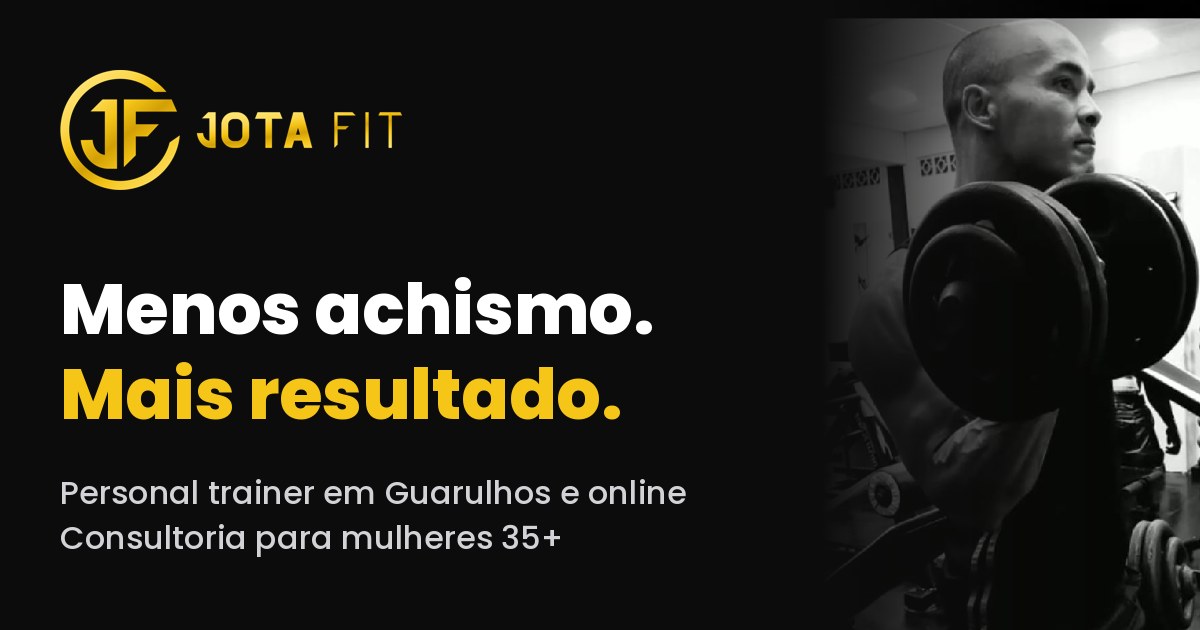 JF JOTA FIT
Menos achismo.
Mais resultado.
Personal trainer em Guarulhos e online
Consultoria para mulheres 35+